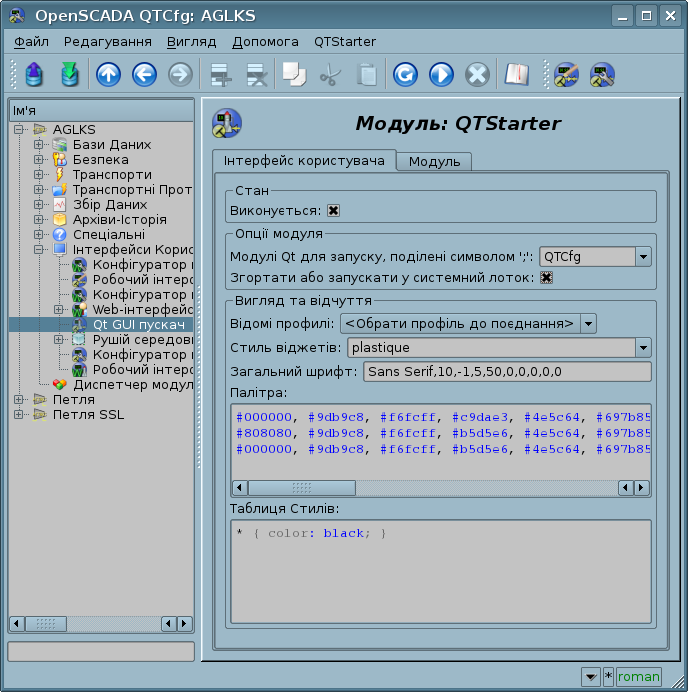 OpenSCADA QTCfg: AGLKS
Файл Редагування Вигляд Допомога QTStarter
Ім'я
AGLKS
Бази Даних
Безпека
Транспорти
Транспортні Прот
Збір Даних
Архіви-Історія
Спеціальні
Інтерфейси Корис
Конфігуратор
Робочий інтер
Конфігуратор
Web-інтерфейс
Qt GUI пускач
Рушій середови
Конфігуратор
Робочий інтер
Диспетчер модул
Петля
Петля SSL
Модуль: QTStarter
Інтерфейс користувача Модуль
Стан
Виконується:
Опції модуля
Модулі Qt для запуску, поділені символом ';': QTCfg
Згортати або запускати у системний лоток:
Вигляд та відчуття
Відомі профілі: <Обрати профіль до поєднання>
Стиль віджетів: plastique
Загальний шрифт: Sans Serif,10,-1,5,50,0,0,0,0,0
Палітра:
#000000, #9db9c8, #f6fcff, #c9dae3, #4e5c64, #697b85
#808080, #9db9c8, #f6fcff, #b5d5e6, #4e5c64, #697b85
#000000, #9db9c8, #f6fcff, #b5d5e6, #4e5c64, #697b85
Таблиця Стилів:
* { color: black; }
* roman